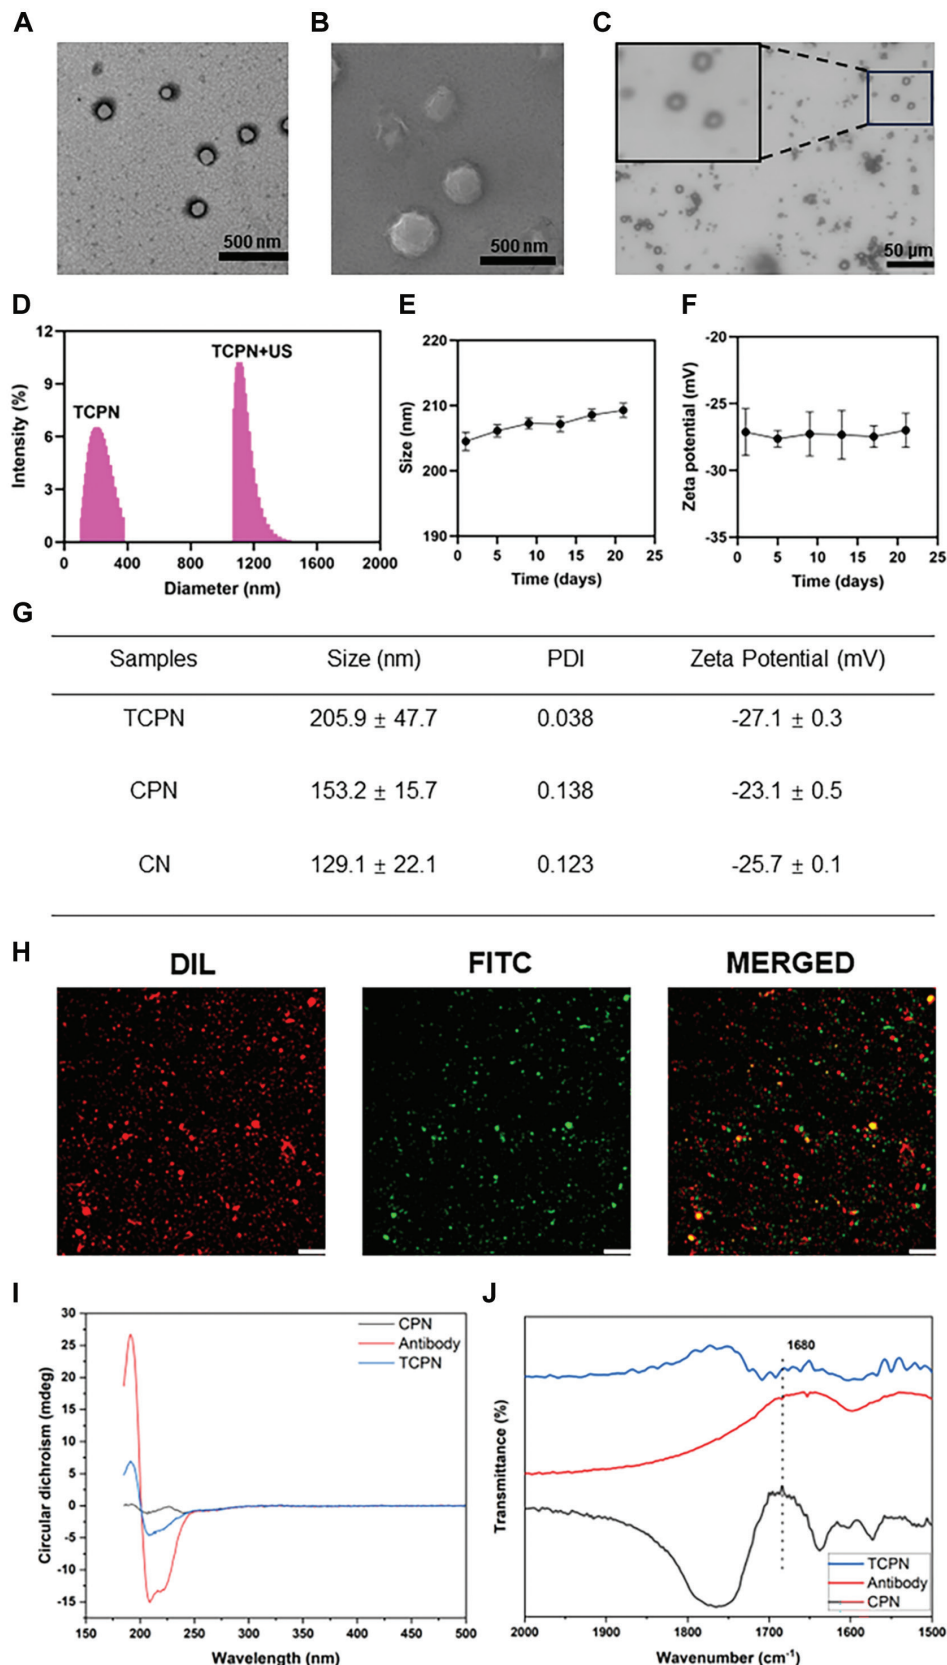 A
B
C
500 nm
500 nm
50 µm
D
E
F
12
9
6
3
0
Intensity (%)
TCPN
TCPN+US
0 400 800 1200 1600 2000
Diameter (nm)
220
210
200
190
Size (nm)
0 5 10 15 20 25
Time (days)
-20
-25
-30
-35
Zeta potential (mV)
0 5 10 15 20 25
Time (days)
G
Samples Size (nm) PDI Zeta Potential (mV)
TCPN 205.9 ± 47.7 0.038 -27.1 ± 0.3
CPN 153.2 ± 15.7 0.138 -23.1 ± 0.5
CN 129.1 ± 22.1 0.123 -25.7 ± 0.1
H
DIL FITC MERGED
I
30
25
20
15
10
5
0
-5
-10
-15
Circular dichroism (mdeg)
CPN
Antibody
TCPN
150 200 250 300 350 400 450 500
Wavelength (nm)
J
1680
Transmittance (%)
TCPN
Antibody
CPN
2000 1900 1800 1700 1600 1500
Wavenumber (cm⁻¹)